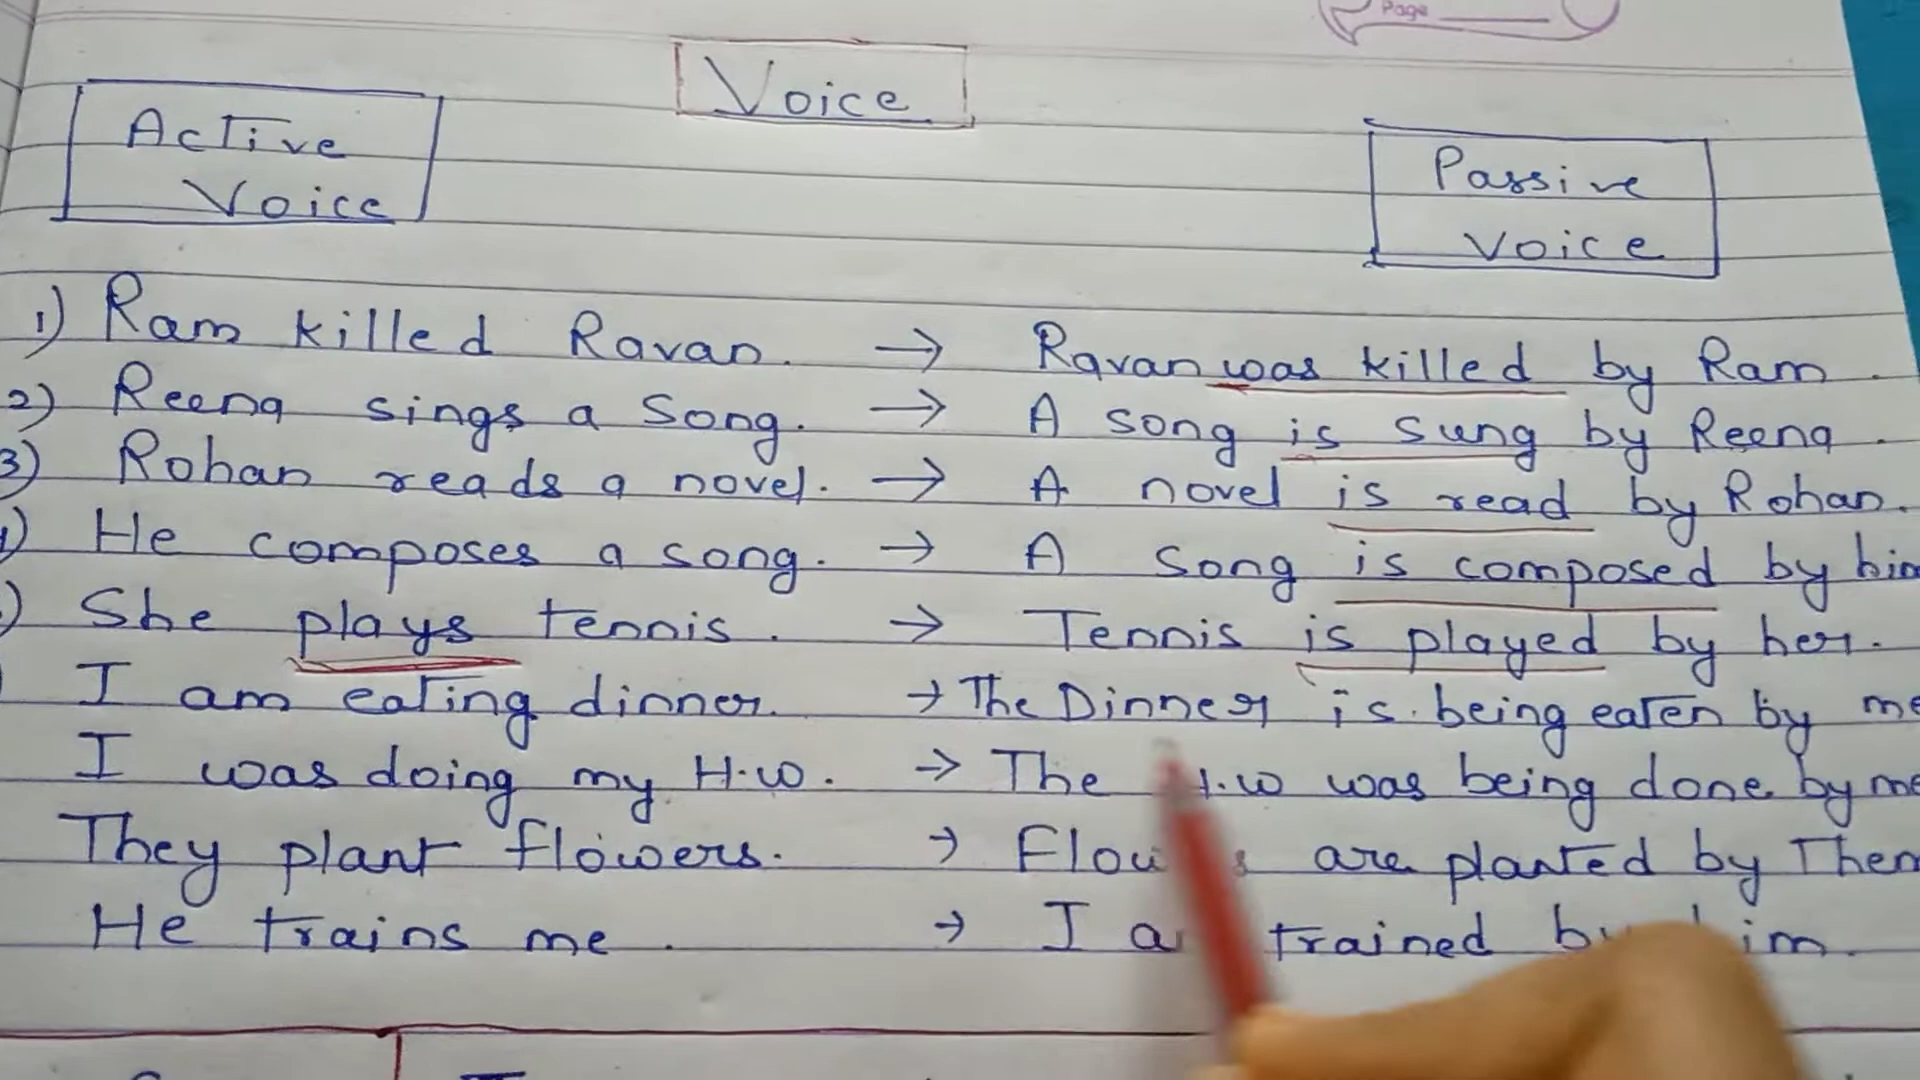 Page
Voice
Active
Voice
Passive
Voice
1) Ram killed Ravan. → Ravan was killed by Ram.
2) Reena sings a Song. → A song is sung by Reena.
3) Rohan reads a novel. → A novel is read by Rohan.
) He composes a song. → A Song is composed by him
) She plays tennis. → Tennis is played by her.
I am eating dinner. → The Dinner is being eaten by me
I was doing my H.w. → The H.w was being done by me
They plant flowers. → are planted by Them
He trains me. → I trained